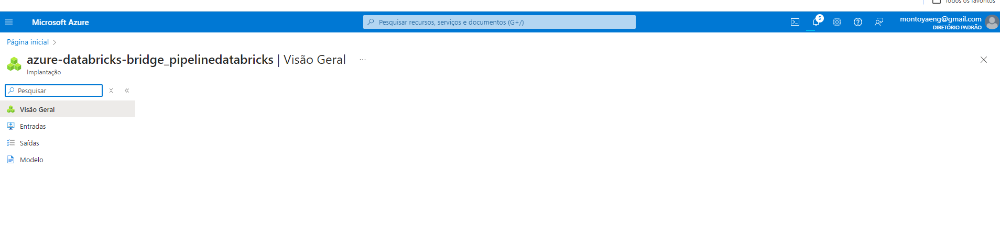 Todos os favoritos
Microsoft Azure
Pesquisar recursos, serviços e documentos (G+/)
5
montoyaeng@gmail.com
DIRETÓRIO PADRÃO
Página inicial
azure-databricks-bridge_pipelinedatabricks | Visão Geral
Implantação
Pesquisar
Visão Geral
Entradas
Saídas
Modelo